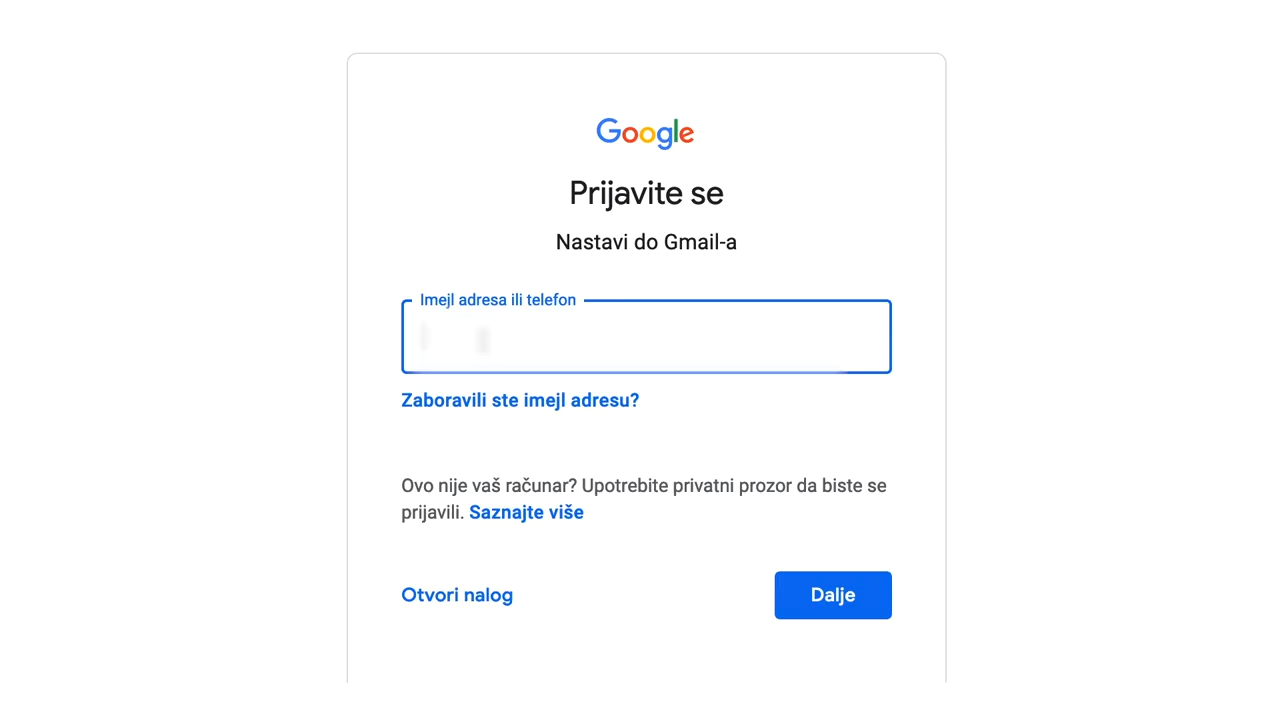 Google
Prijavite se
Nastavi do Gmail-a
Imejl adresa ili telefon
Zaboravili ste imejl adresu?
Ovo nije vaš računar? Upotrebite privatni prozor da biste se
prijavili. Saznajte više
Otvori nalog
Dalje